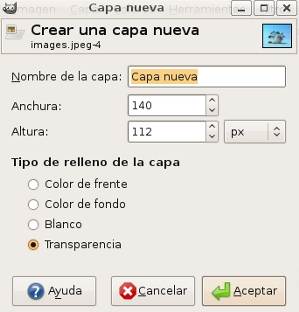 Capa nueva
Crear una capa nueva
images.jpeg-4
Nombre de la capa: Capa nueva
Anchura: 140
Altura: 112 px
Tipo de relleno de la capa
Color de frente
Color de fondo
Blanco
Transparencia
Ayuda Cancelar Aceptar